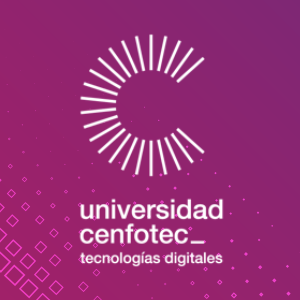 universidad
cenfotec_
tecnologías digitales